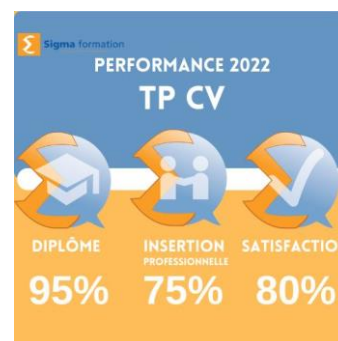 Sigma formation
PERFORMANCE 2022
TP CV
DIPLÔME
INSERTION
PROFESSIONNELLE
SATISFACTIO
95%
75%
80%